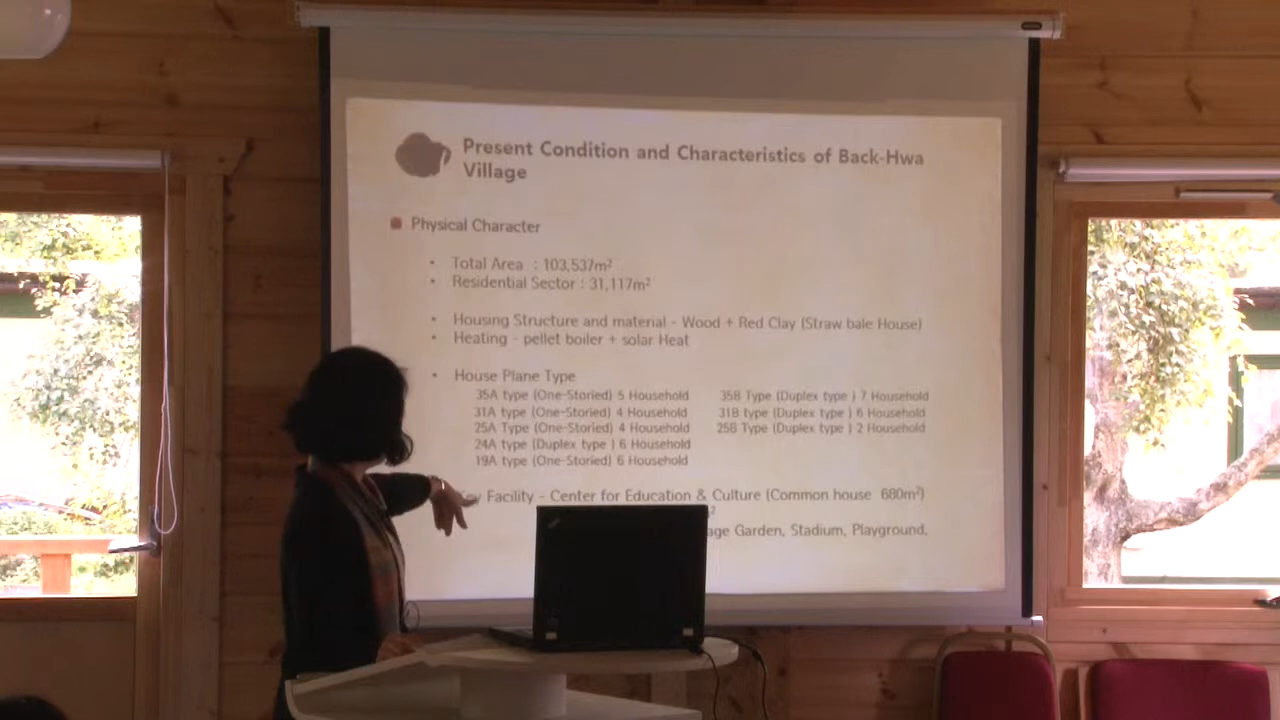 Present Condition and Characteristics of Back-Hwa
Village
Physical Character
• Total Area : 103,537m²
• Residential Sector : 31,117m²
• Housing Structure and material - Wood + Red Clay (Straw bale House)
• Heating - pellet boiler + solar Heat
• House Plane Type
35A type (One-Storied) 5 Household 35B Type (Duplex type ) 7 Household
31A type (One-Storied) 4 Household 31B type (Duplex type ) 6 Household
25A Type (One-Storied) 4 Household 25B Type (Duplex type ) 2 Household
24A type (Duplex type ) 6 Household
19A type (One-Storied) 6 Household
Facility - Center for Education & Culture (Common house 680m²)
Garden, Stadium, Playground,